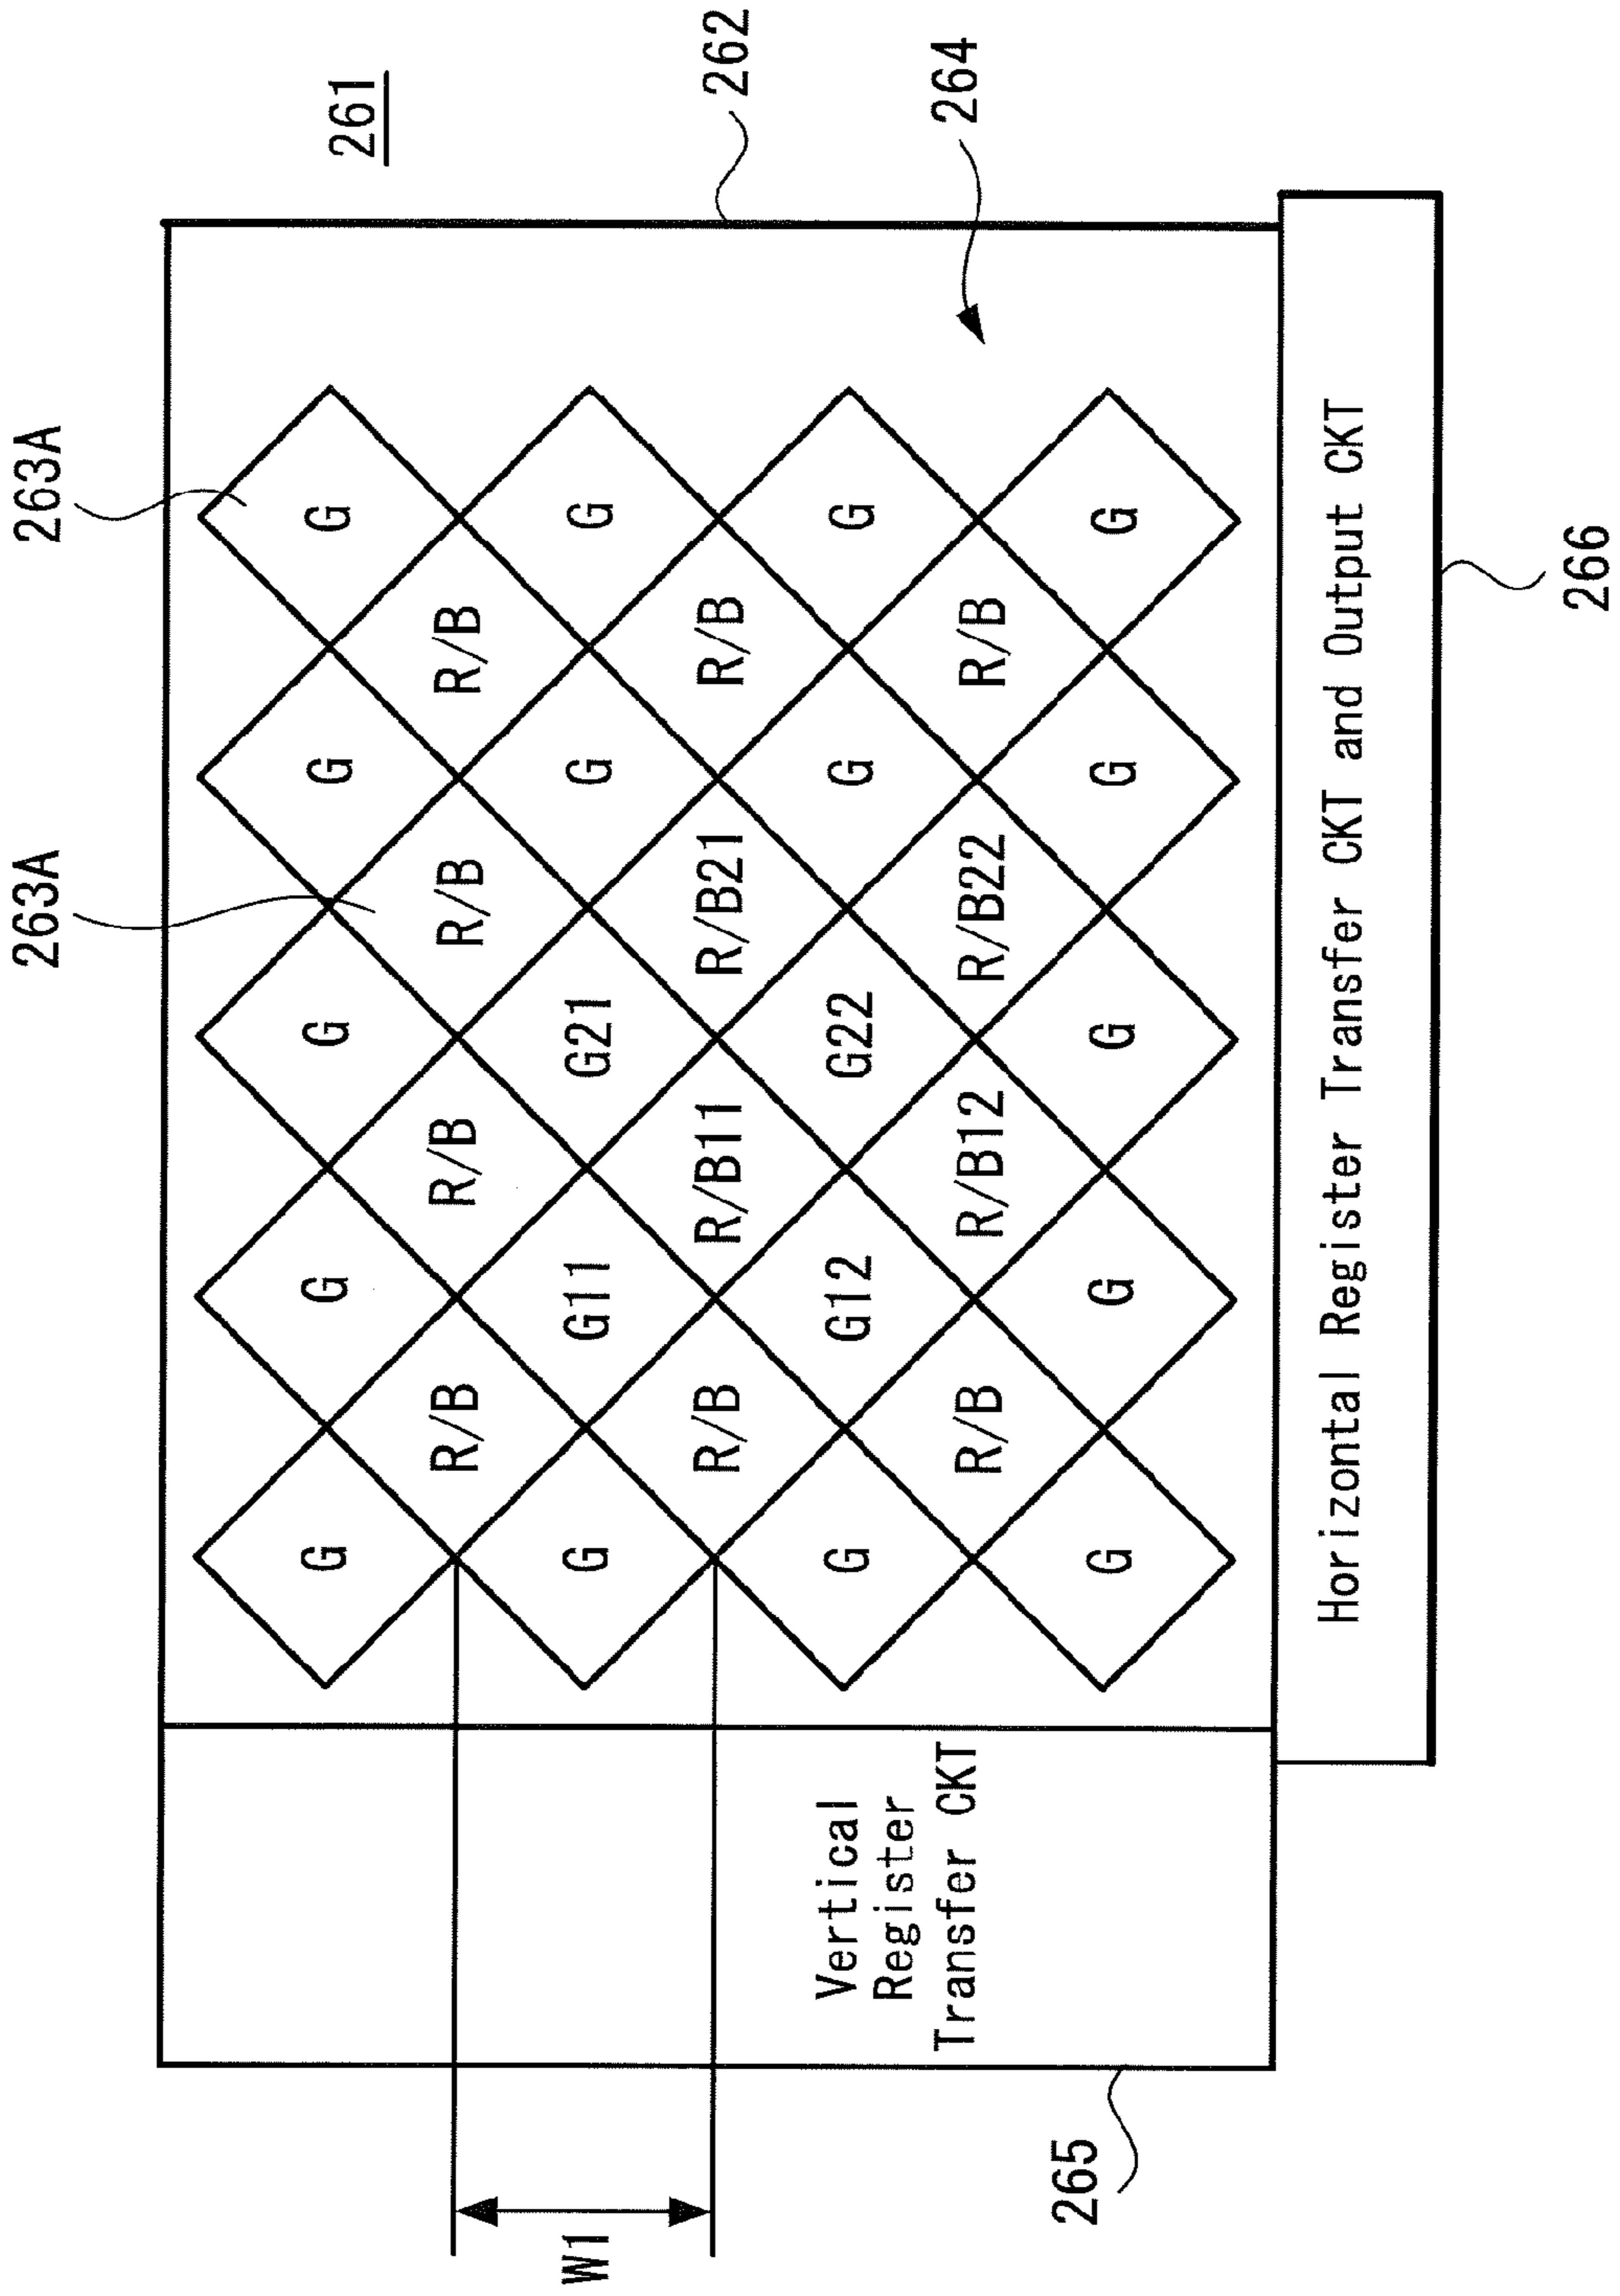 263A 263A
261
G G G G G
R/B R/B R/B R/B
W1
G G11 G21 G G
262
R/B R/B11 R/B21 R/B
G G12 G22 G G
Vertical
Register
Transfer CKT
264
R/B R/B12 R/B22 R/B
265
G G G G G
Horizontal Register Transfer CKT and Output CKT
266